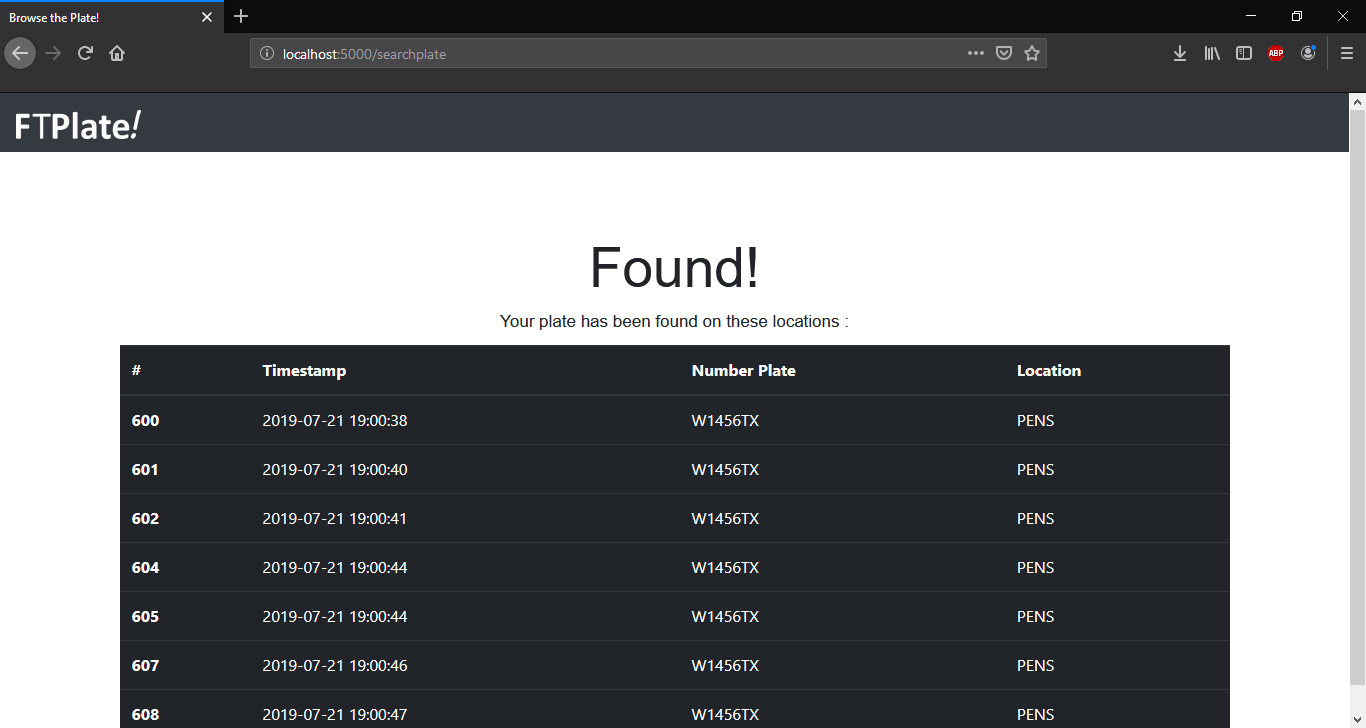 Browse the Plate!
localhost:5000/searchplate
ABP
FTPlate!
Found!
Your plate has been found on these locations :
# Timestamp Number Plate Location
600 2019-07-21 19:00:38 W1456TX PENS
601 2019-07-21 19:00:40 W1456TX PENS
602 2019-07-21 19:00:41 W1456TX PENS
604 2019-07-21 19:00:44 W1456TX PENS
605 2019-07-21 19:00:44 W1456TX PENS
607 2019-07-21 19:00:46 W1456TX PENS
608 2019-07-21 19:00:47 W1456TX PENS